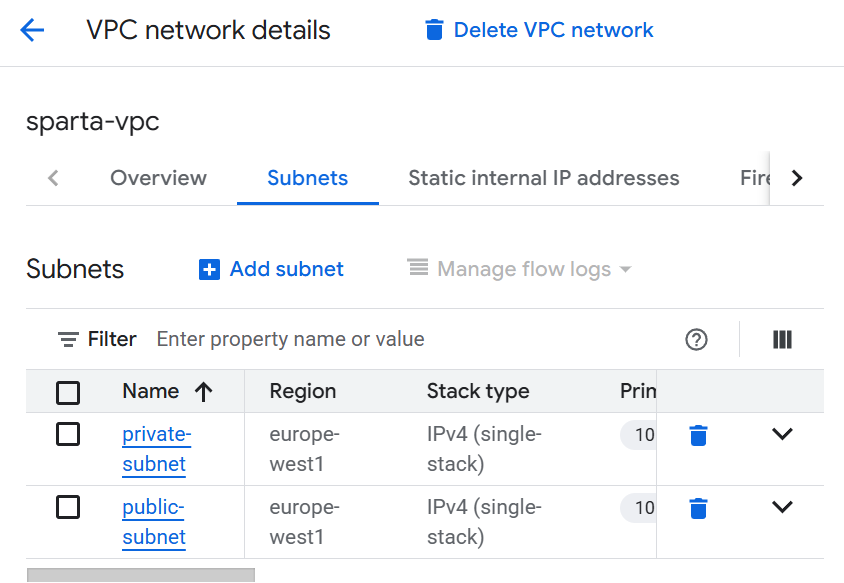 VPC network details
Delete VPC network
sparta-vpc
Overview
Subnets
Static internal IP addresses
Fire
Subnets
Add subnet
Manage flow logs
Filter
Enter property name or value
Name
Region
Stack type
Prim
private-
subnet
europe-
west1
IPv4 (single-
stack)
10
public-
subnet
europe-
west1
IPv4 (single-
stack)
10